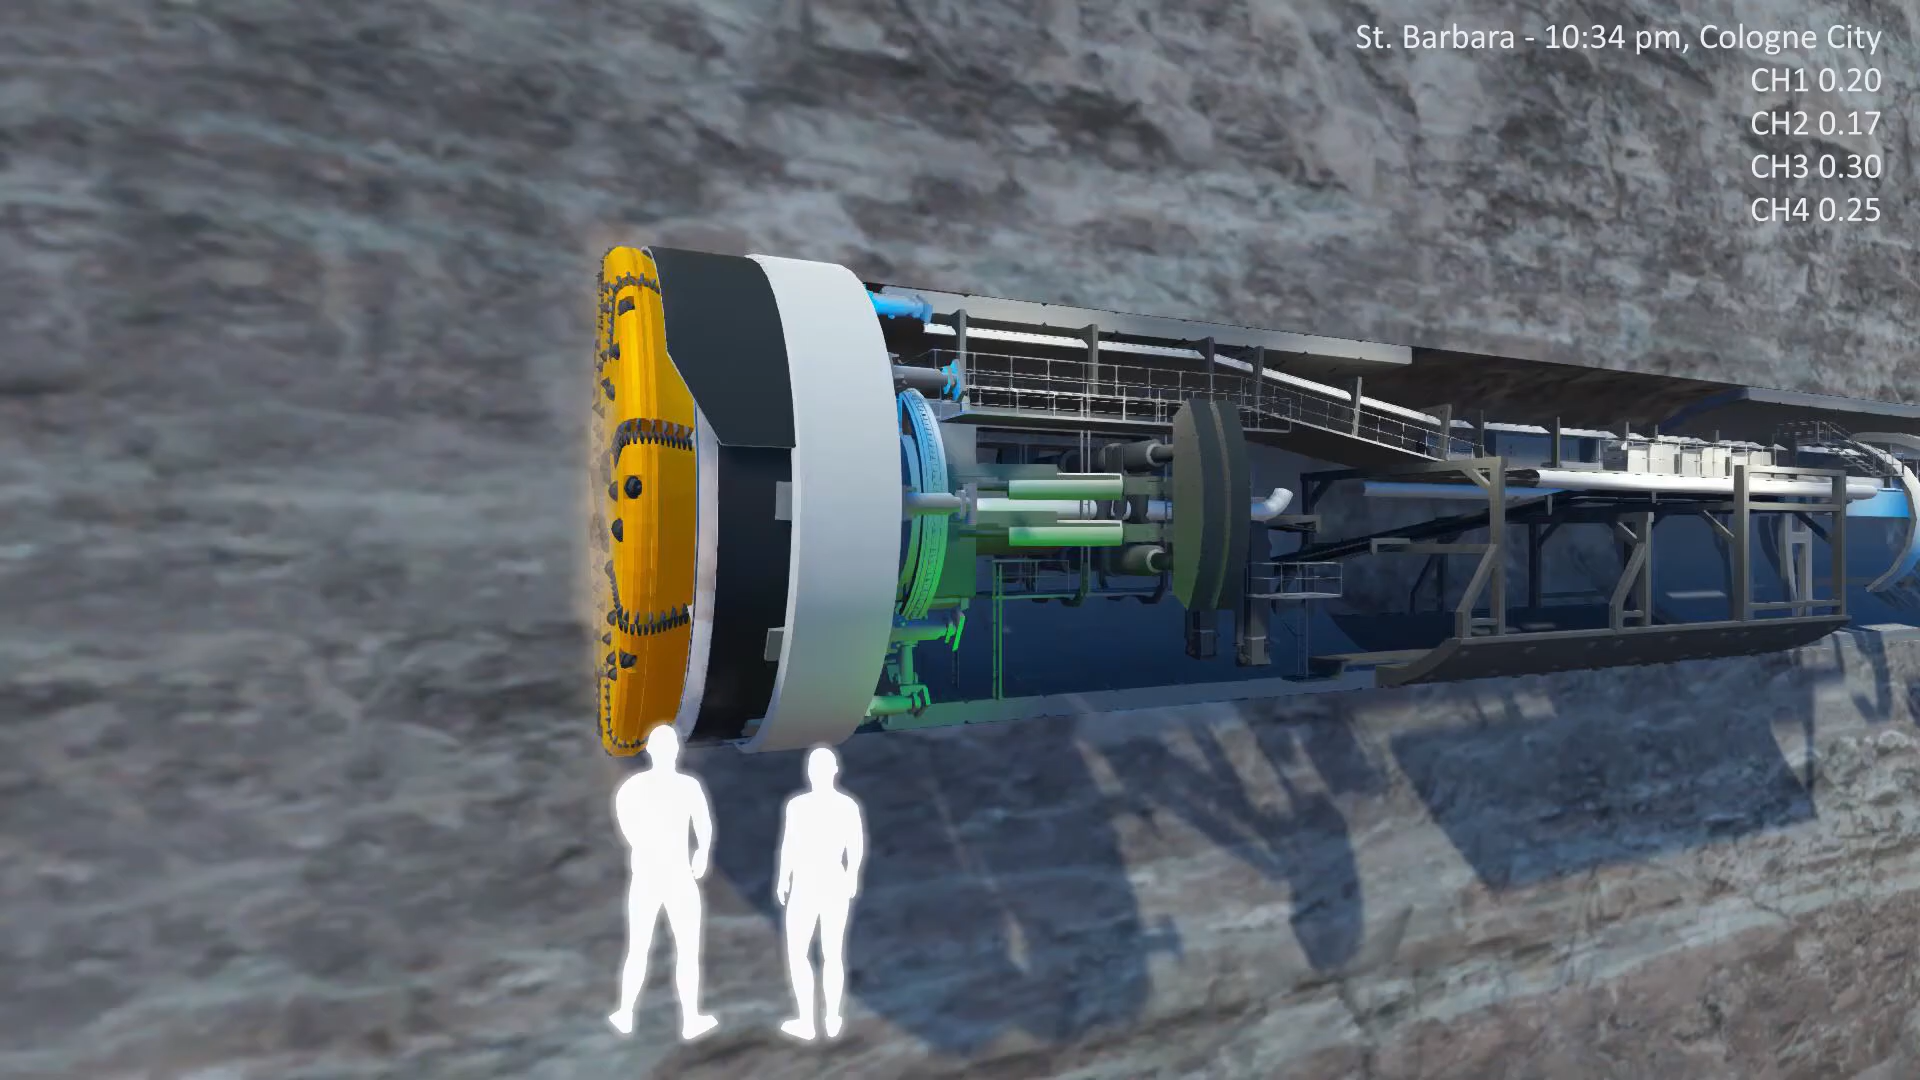 St. Barbara - 10:34 pm, Cologne City
CH1 0.20
CH2 0.17
CH3 0.30
CH4 0.25